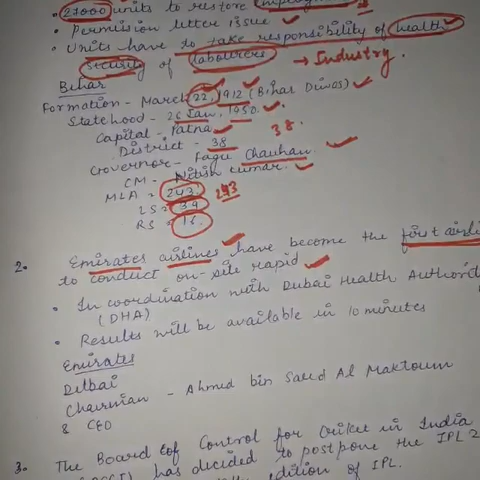 27000 units to restore
• Permission letter issue
• Units have to take responsibility of health
security of labourers → Industry.
Bihar
Formation - March 22, 1912 (Bihar Diwas)
Statehood - 26 Jan, 1950.
Capital - Patna
District - 38 38.
Governor - Fagu Chauhan.
CM - Nitish Kumar.
MLA = 243 243
LS = 39
RS = 16
2. Emirates airlines have become the first airli
to conduct on-site rapid
• In coordination with Dubai Health Authorit
(DHA)
• Results will be available in 10 minutes
Emirates
Dubai
Chairman - Ahmed bin Saeed Al Maktoum
& CEO
3. The Board of Control for Cricket in India
has decided to postpone the IPL 2
edition of IPL.